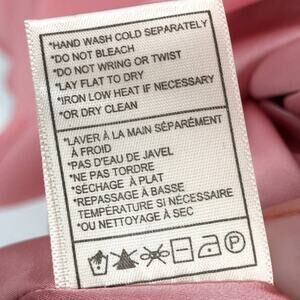 *HAND WASH COLD SEPARATELY
*DO NOT BLEACH
*DO NOT WRING OR TWIST
*LAY FLAT TO DRY
*IRON LOW HEAT IF NECESSARY
*OR DRY CLEAN
*LAVER À LA MAIN SÉPARÉMENT
À FROID
*PAS D'EAU DE JAVEL
*NE PAS TORDRE
*SÉCHAGE À PLAT
*REPASSAGE À BASSE
TEMPÉRATURE SI NÉCESSAIRE
*OU NETTOYAGE À SEC
P